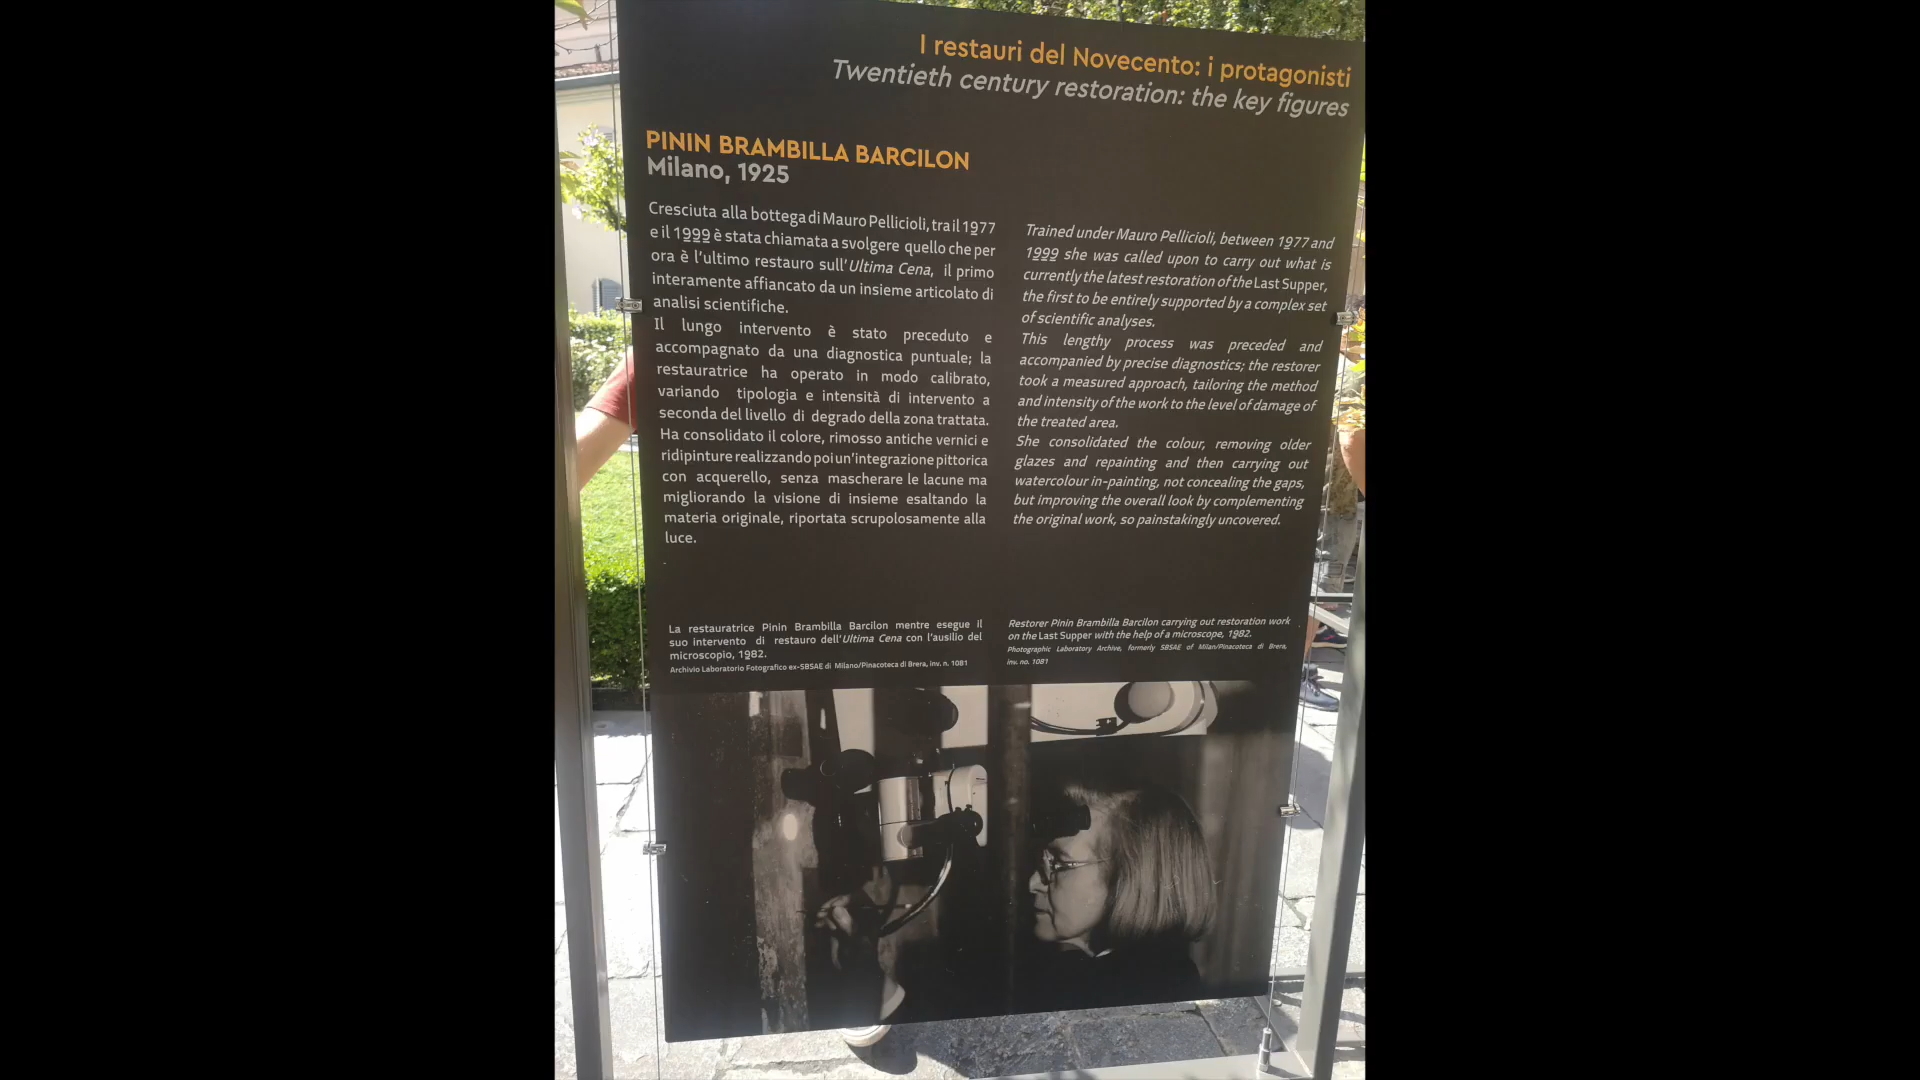 I restauri del Novecento: i protagonisti
Twentieth century restoration: the key figures
PININ BRAMBILLA BARCILON
Milano, 1925
Cresciuta alla bottega di Mauro Pellicioli, tra il 1977
e il 1999 è stata chiamata a svolgere quello che per
ora è l'ultimo restauro sull'Ultima Cena, il primo
interamente affiancato da un insieme articolato di
analisi scientifiche.
Il lungo intervento è stato preceduto e
accompagnato da una diagnostica puntuale; la
restauratrice ha operato in modo calibrato,
variando tipologia e intensità di intervento a
seconda del livello di degrado della zona trattata.
Ha consolidato il colore, rimosso antiche vernici e
ridipinture realizzando poi un'integrazione pittorica
con acquerello, senza mascherare le lacune ma
migliorando la visione di insieme esaltando la
materia originale, riportata scrupolosamente alla
luce.
Trained under Mauro Pellicioli, between 1977 and
1999 she was called upon to carry out what is
currently the latest restoration of the Last Supper,
the first to be entirely supported by a complex set
of scientific analyses.
This lengthy process was preceded and
accompanied by precise diagnostics; the restorer
took a measured approach, tailoring the method
and intensity of the work to the level of damage of
the treated area.
She consolidated the colour, removing older
glazes and repainting and then carrying out
watercolour in-painting, not concealing the gaps,
but improving the overall look by complementing
the original work, so painstakingly uncovered.
La restauratrice Pinin Brambilla Barcilon mentre esegue il
suo intervento di restauro dell'Ultima Cena con l'ausilio del
microscopio, 1982.
Archivio Laboratorio Fotografico ex-SBSAE di Milano/Pinacoteca di Brera, inv. n. 1081
Restorer Pinin Brambilla Barcilon carrying out restoration work
on the Last Supper with the help of a microscope, 1982.
Photographic Laboratory Archive, formerly SBSAE of Milan/Pinacoteca di Brera,
inv. no. 1081